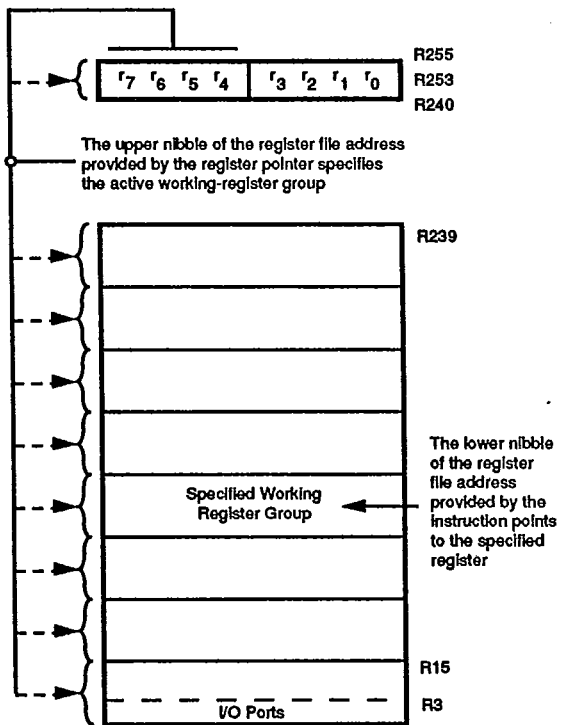 R255
r7 r6 r5 r4 r3 r2 r1 r0
R253
R240
The upper nibble of the register file address
provided by the register pointer specifies
the active working-register group
R239
The lower nibble
of the register
file address
provided by the
instruction points
to the specified
register
Specified Working
Register Group
R15
R3
I/O Ports